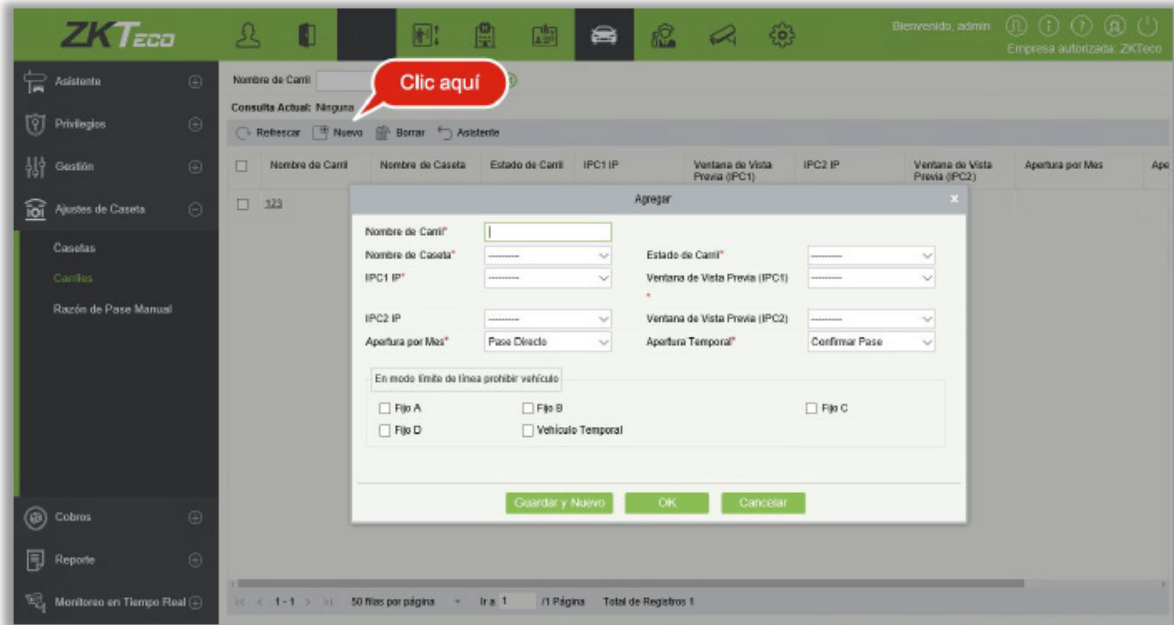 ZKTeco
Bienvenido, admin
Empresa autorizada: ZKTeco
Asistente
Privilegios
Gestión
Ajustes de Caseta
Casetas
Carriles
Razón de Pase Manual
Cobros
Reporte
Monitoreo en Tiempo Real
Nombre de Carril
Clic aquí
Consulta Actual: Ninguna
Refrescar Nuevo Borrar Asistente
Nombre de Carril Nombre de Caseta Estado de Carril IPC1 IP Ventana de Vista Previa (IPC1) IPC2 IP Ventana de Vista Previa (IPC2) Apertura por Mes Ape
123
Agregar X
Nombre de Carril*
Nombre de Caseta* --------- Estado de Carril* ---------
IPC1 IP* --------- Ventana de Vista Previa (IPC1) ---------
*
IPC2 IP --------- Ventana de Vista Previa (IPC2) ---------
Apertura por Mes* Pase Directo Apertura Temporal* Confirmar Pase
En modo límite de línea prohibir vehículo
Fijo A Fijo B Fijo C
Fijo D Vehículo Temporal
Guardar y Nuevo OK Cancelar
1-1 50 filas por página Ir a 1 /1 Página Total de Registros 1